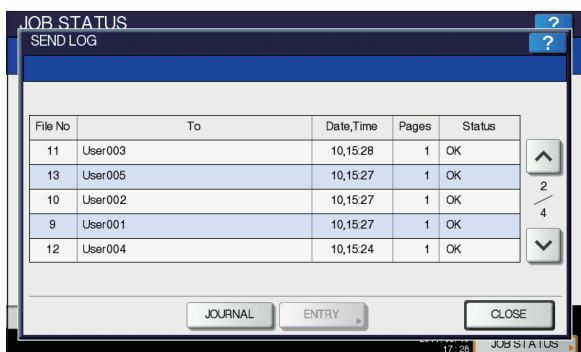 JOB STATUS ?
SEND LOG ?
File No To Date,Time Pages Status
11 User003 10,15:28 1 OK
13 User005 10,15:27 1 OK
10 User002 10,15:27 1 OK
9 User001 10,15:27 1 OK
12 User004 10,15:24 1 OK
2
4
JOURNAL ENTRY CLOSE
17:28 JOB STATUS